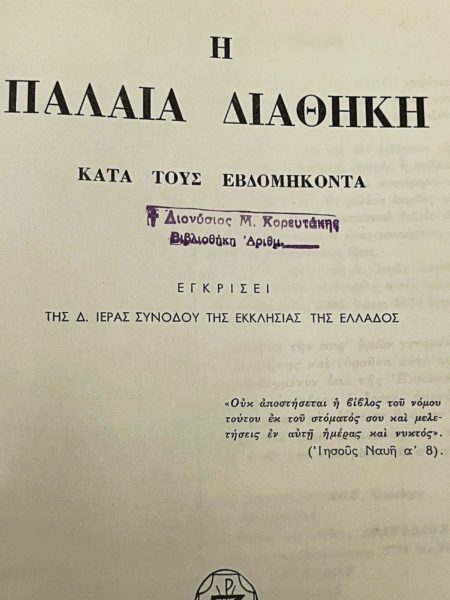 Η
ΠΑΛΑΙΑ ΔΙΑΘΗΚΗ
ΚΑΤΑ ΤΟΥΣ ΕΒΔΟΜΗΚΟΝΤΑ
Διονύσιος Μ. Κορευτάκης
Βιβλιοθήκη Ἀριθμ.
ΕΓΚΡΙΣΕΙ
ΤΗΣ Δ. ΙΕΡΑΣ ΣΥΝΟΔΟΥ ΤΗΣ ΕΚΚΛΗΣΙΑΣ ΤΗΣ ΕΛΛΑΔΟΣ
«Οὐκ ἀποστήσεται ἡ βίβλος τοῦ νόμου
τούτου ἐκ τοῦ στόματός σου καὶ μελε-
τήσεις ἐν αὐτῇ ἡμέρας καὶ νυκτός».
(Ἰησοῦς Ναυῆ α' 8).